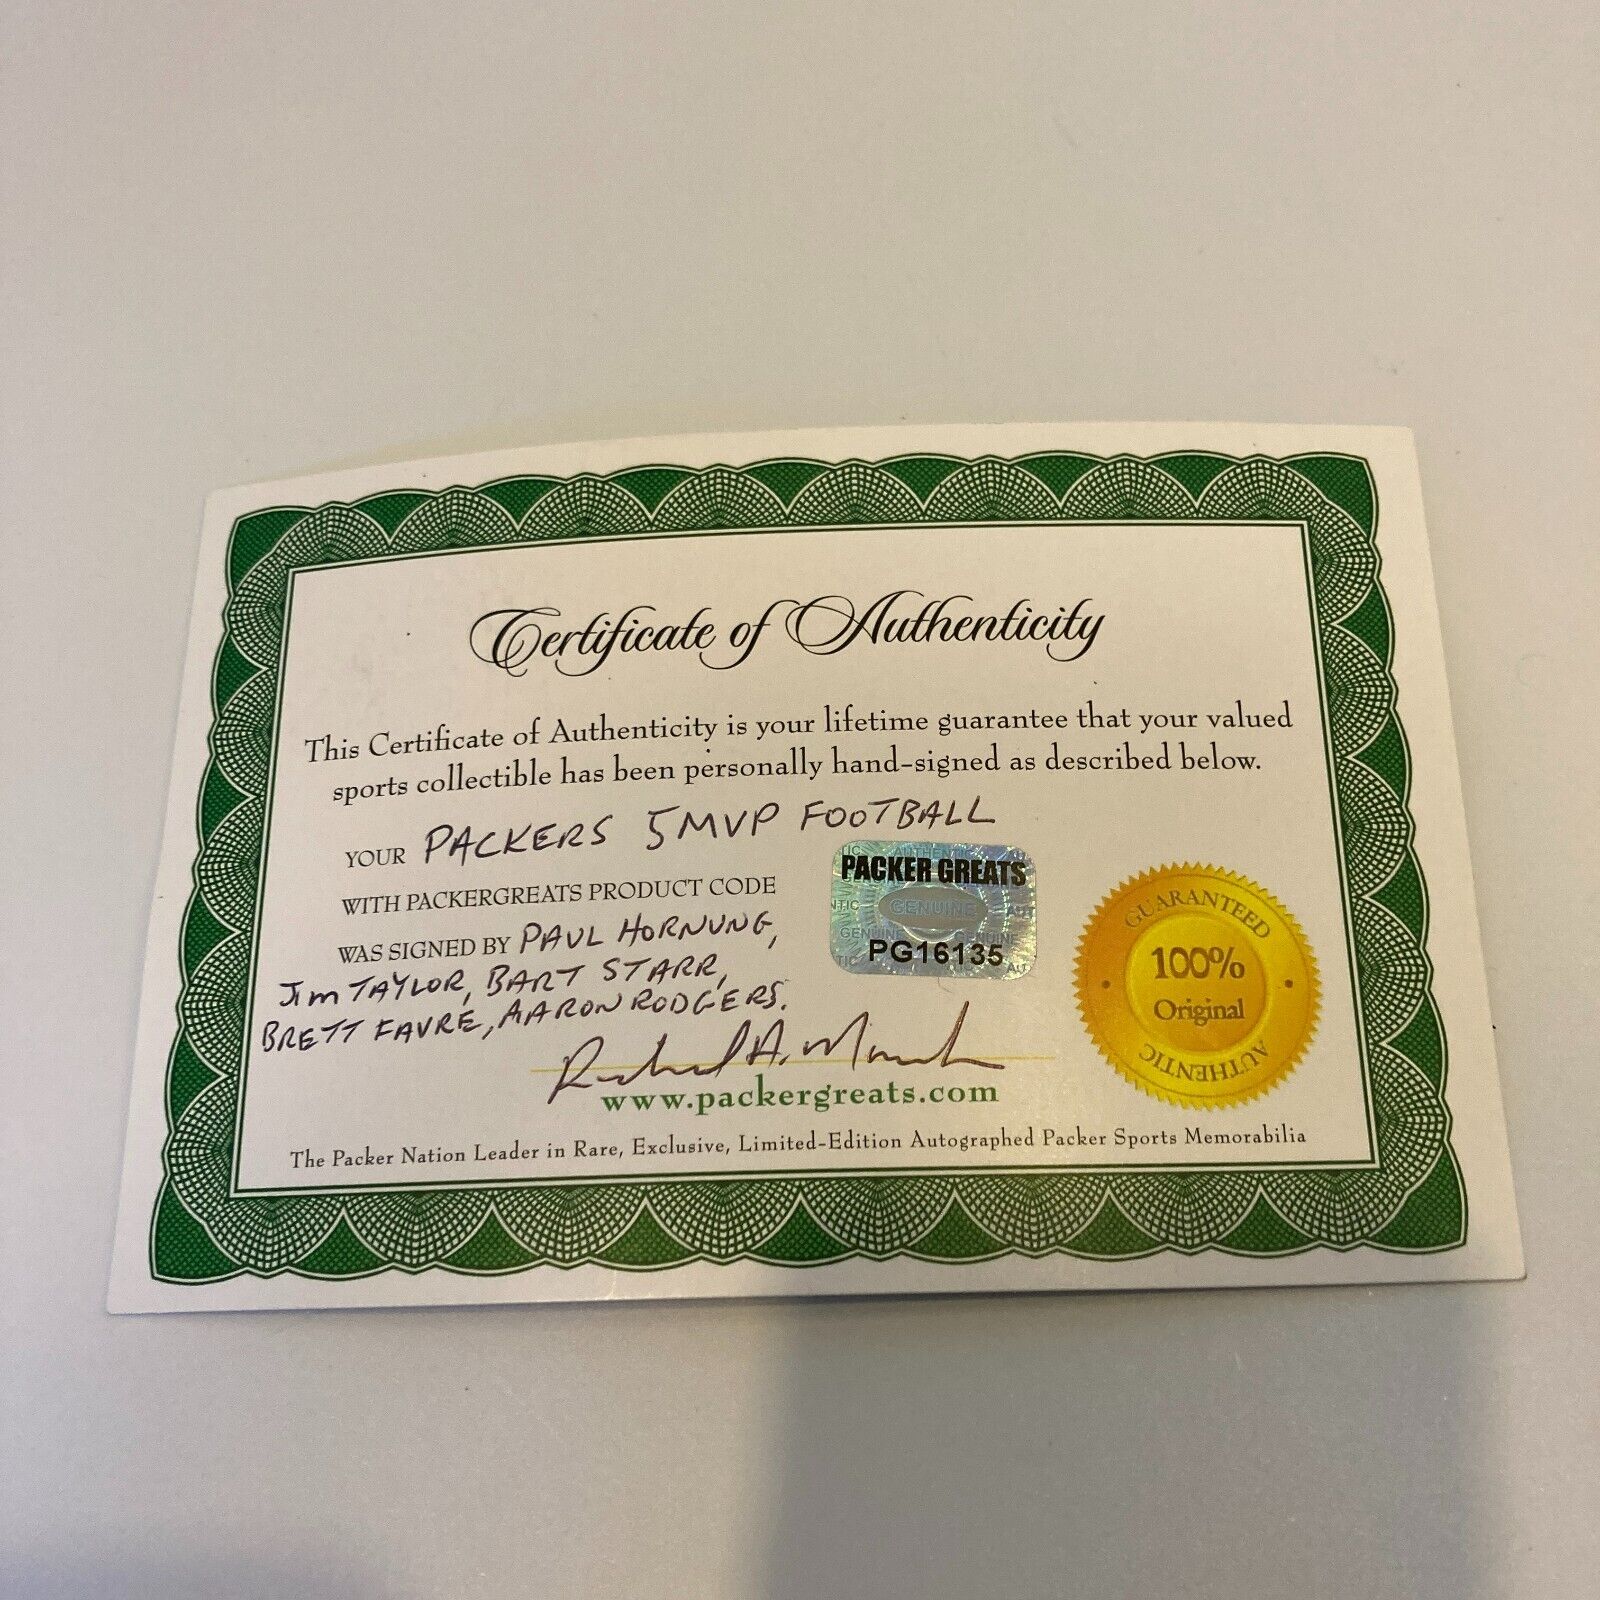 Certificate of Authenticity
This Certificate of Authenticity is your lifetime guarantee that your valued
sports collectible has been personally hand-signed as described below.
YOUR PACKERS 5 MVP FOOTBALL
WITH PACKERGREATS PRODUCT CODE
PACKER GREATS
GENUINE
PG16135
WAS SIGNED BY PAUL HORNUNG,
JIM TAYLOR, BART STARR,
BRETT FAVRE, AARON RODGERS.
GUARANTEED
100%
Original
AUTHENTIC
www.packergreats.com
The Packer Nation Leader in Rare, Exclusive, Limited-Edition Autographed Packer Sports Memorabilia